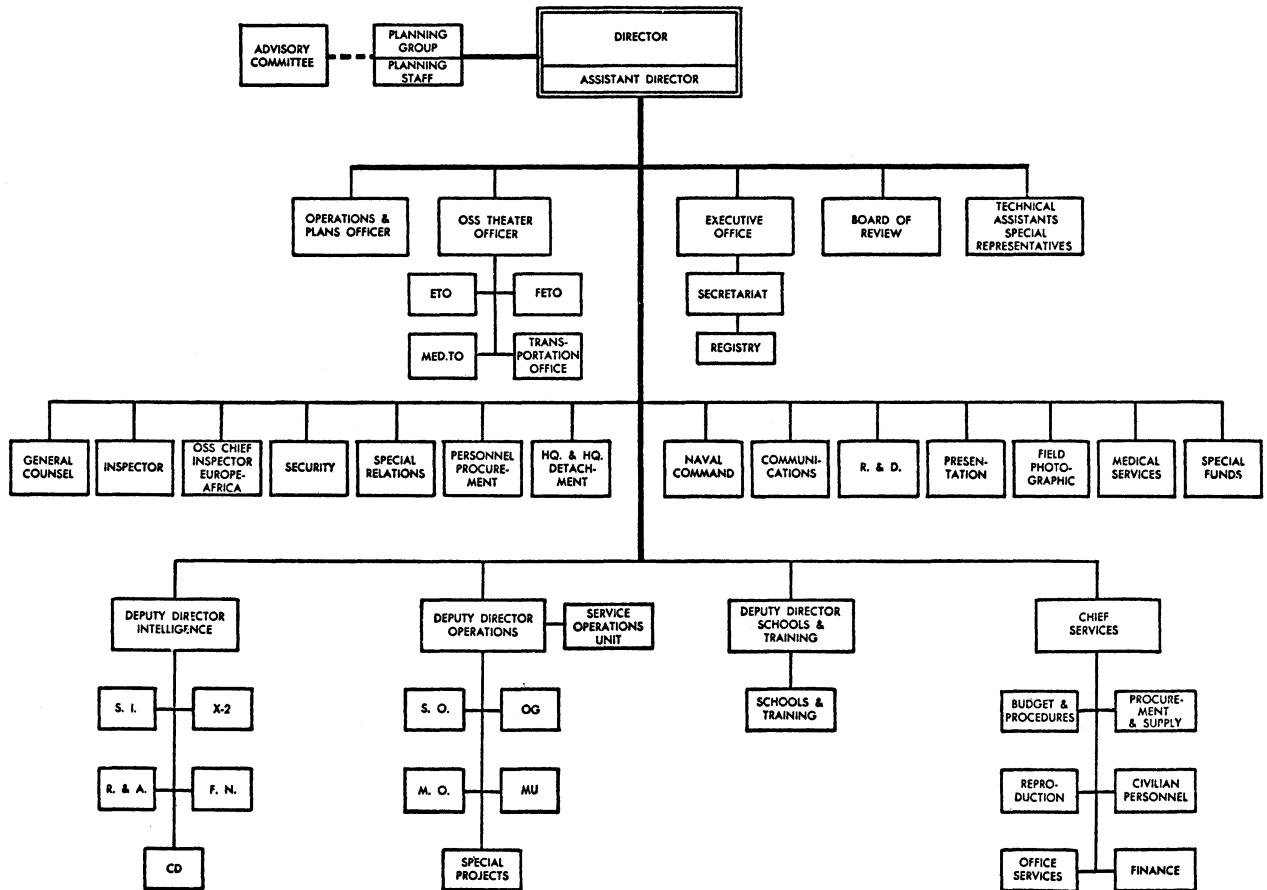 ADVISORY
COMMITTEE
PLANNING
GROUP
PLANNING
STAFF
DIRECTOR
ASSISTANT DIRECTOR
OPERATIONS &
PLANS OFFICER
OSS THEATER
OFFICER
EXECUTIVE
OFFICE
BOARD OF
REVIEW
TECHNICAL
ASSISTANTS
SPECIAL
REPRESENTATIVES
ETO
FETO
MED.TO
TRANS-
PORTATION
OFFICE
SECRETARIAT
REGISTRY
GENERAL
COUNSEL
INSPECTOR
OSS CHIEF
INSPECTOR
EUROPE-
AFRICA
SECURITY
SPECIAL
RELATIONS
PERSONNEL
PROCURE-
MENT
HQ. & HQ.
DETACH-
MENT
NAVAL
COMMAND
COMMUNI-
CATIONS
R. & D.
PRESEN-
TATION
FIELD
PHOTO-
GRAPHIC
MEDICAL
SERVICES
SPECIAL
FUNDS
DEPUTY DIRECTOR
INTELLIGENCE
DEPUTY DIRECTOR
OPERATIONS
SERVICE
OPERATIONS
UNIT
DEPUTY DIRECTOR
SCHOOLS &
TRAINING
CHIEF
SERVICES
S. I.
X-2
R. & A.
F. N.
CD
S. O.
OG
M. O.
MU
SPECIAL
PROJECTS
SCHOOLS &
TRAINING
BUDGET &
PROCEDURES
PROCURE-
MENT
& SUPPLY
REPRO-
DUCTION
CIVILIAN
PERSONNEL
OFFICE
SERVICES
FINANCE